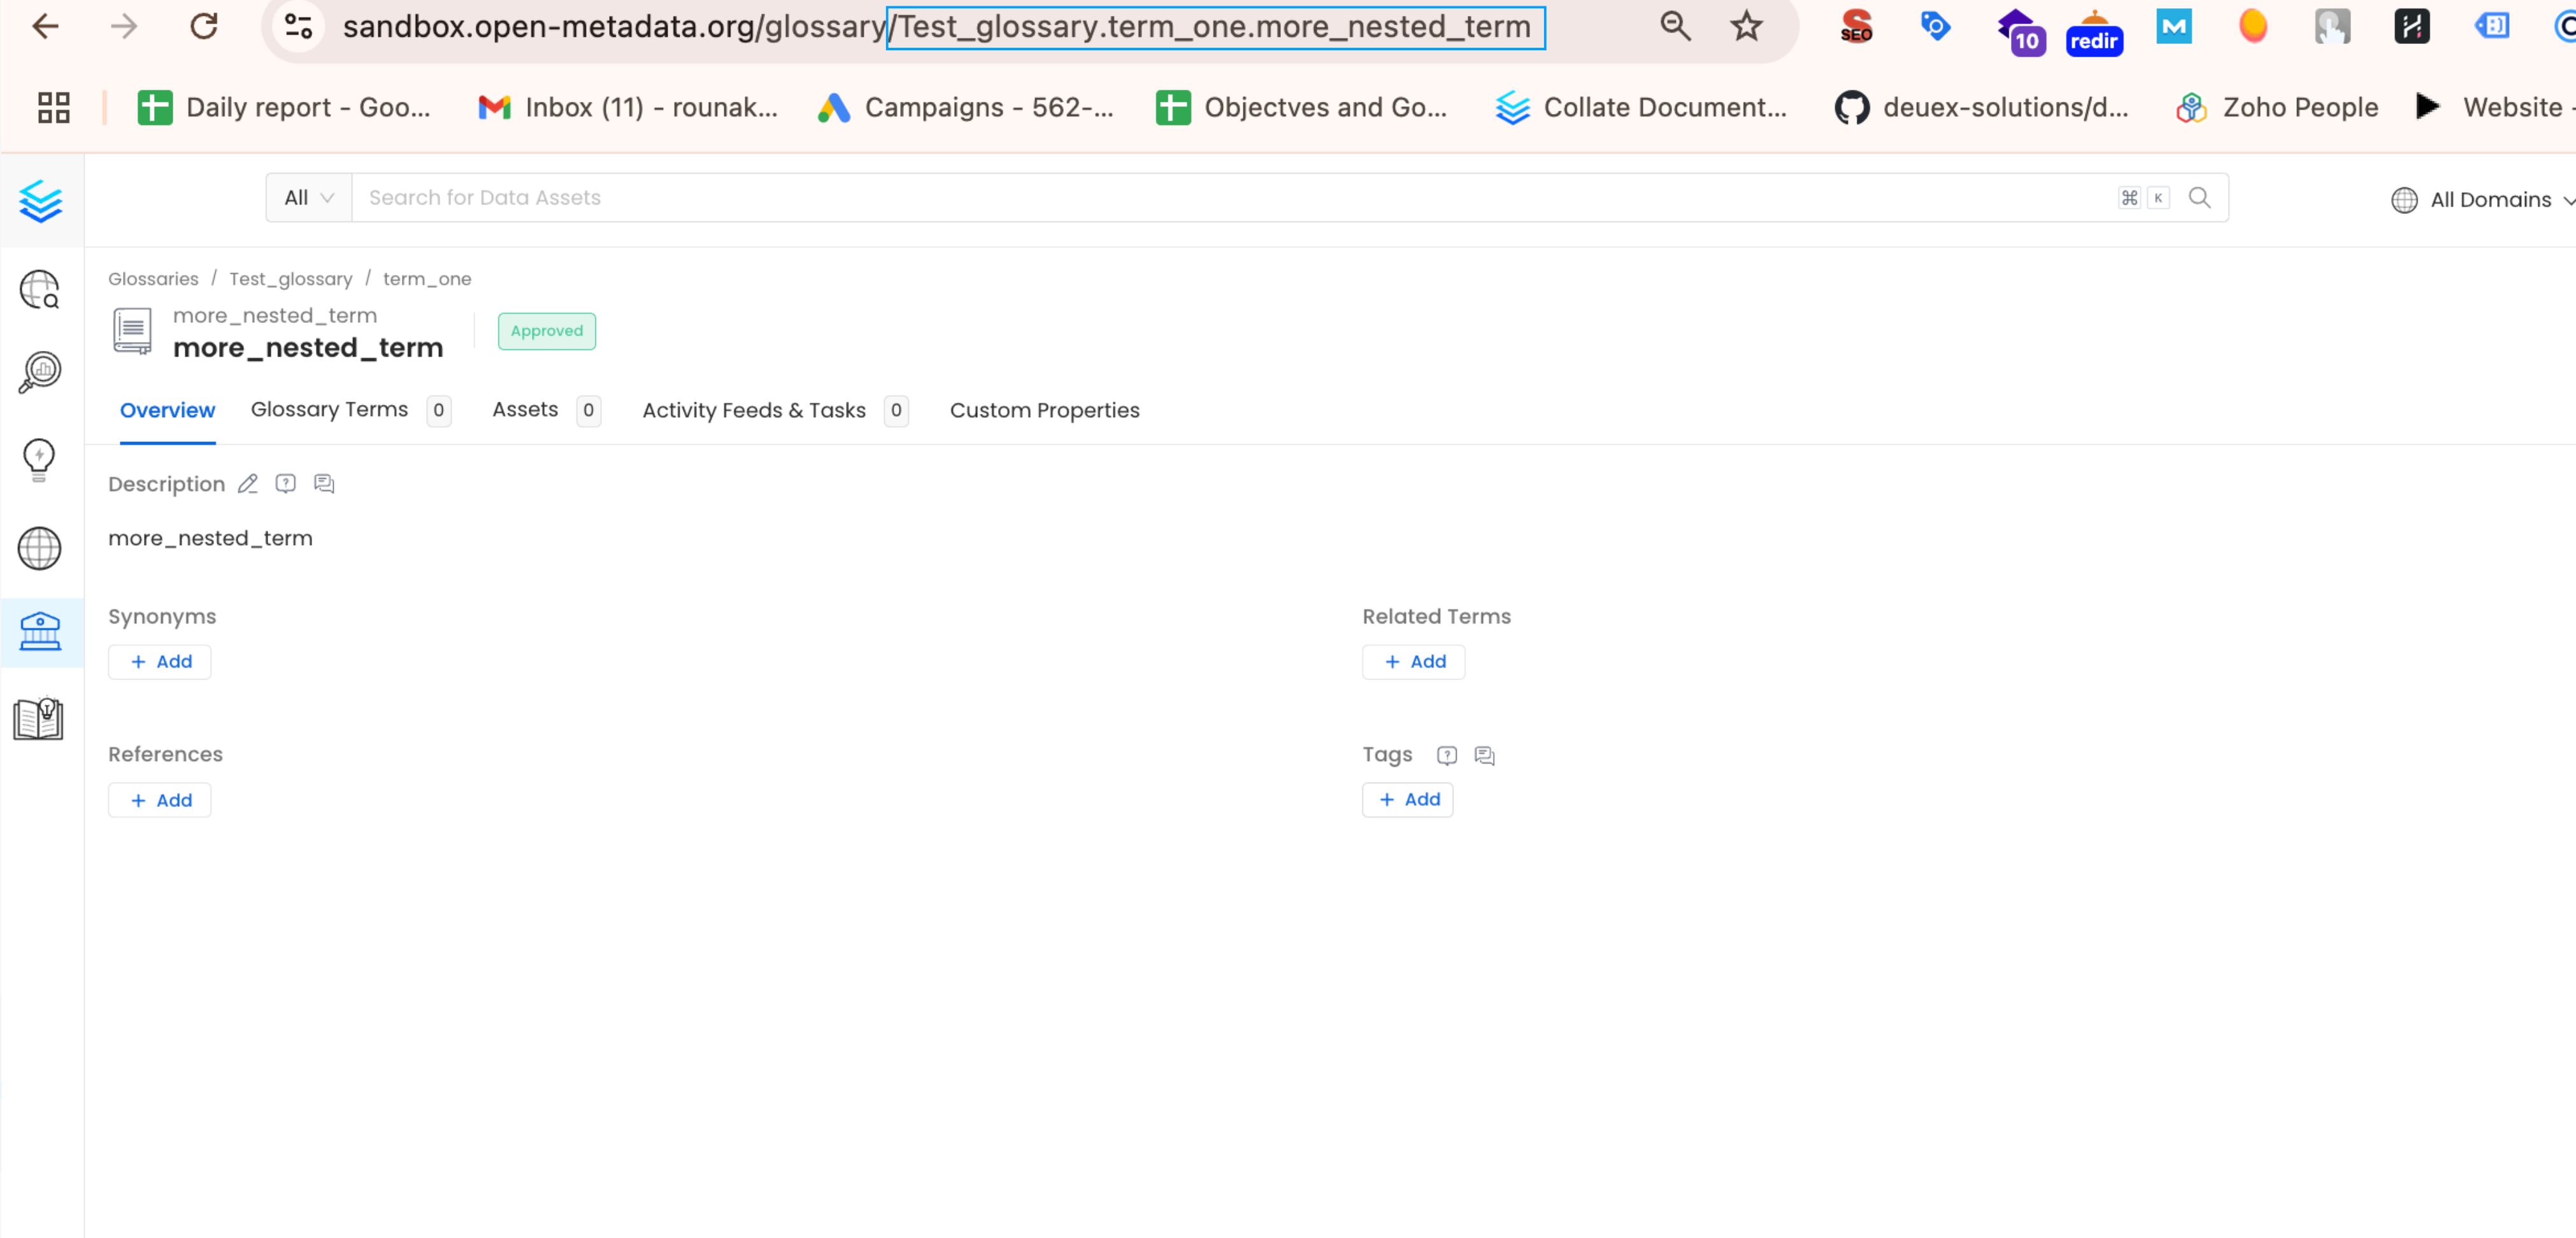 sandbox.open-metadata.org/glossary/Test_glossary.term_one.more_nested_term
SEO
10
redir
M
Daily report - Goo...
Inbox (11) - rounak...
Campaigns - 562-...
Objectves and Go...
Collate Document...
deuex-solutions/d...
Zoho People
Website -
All
Search for Data Assets
⌘ K
All Domains
Glossaries / Test_glossary / term_one
more_nested_term
more_nested_term
Approved
Overview
Glossary Terms 0
Assets 0
Activity Feeds & Tasks 0
Custom Properties
Description
more_nested_term
Synonyms
+ Add
Related Terms
+ Add
References
+ Add
Tags
+ Add